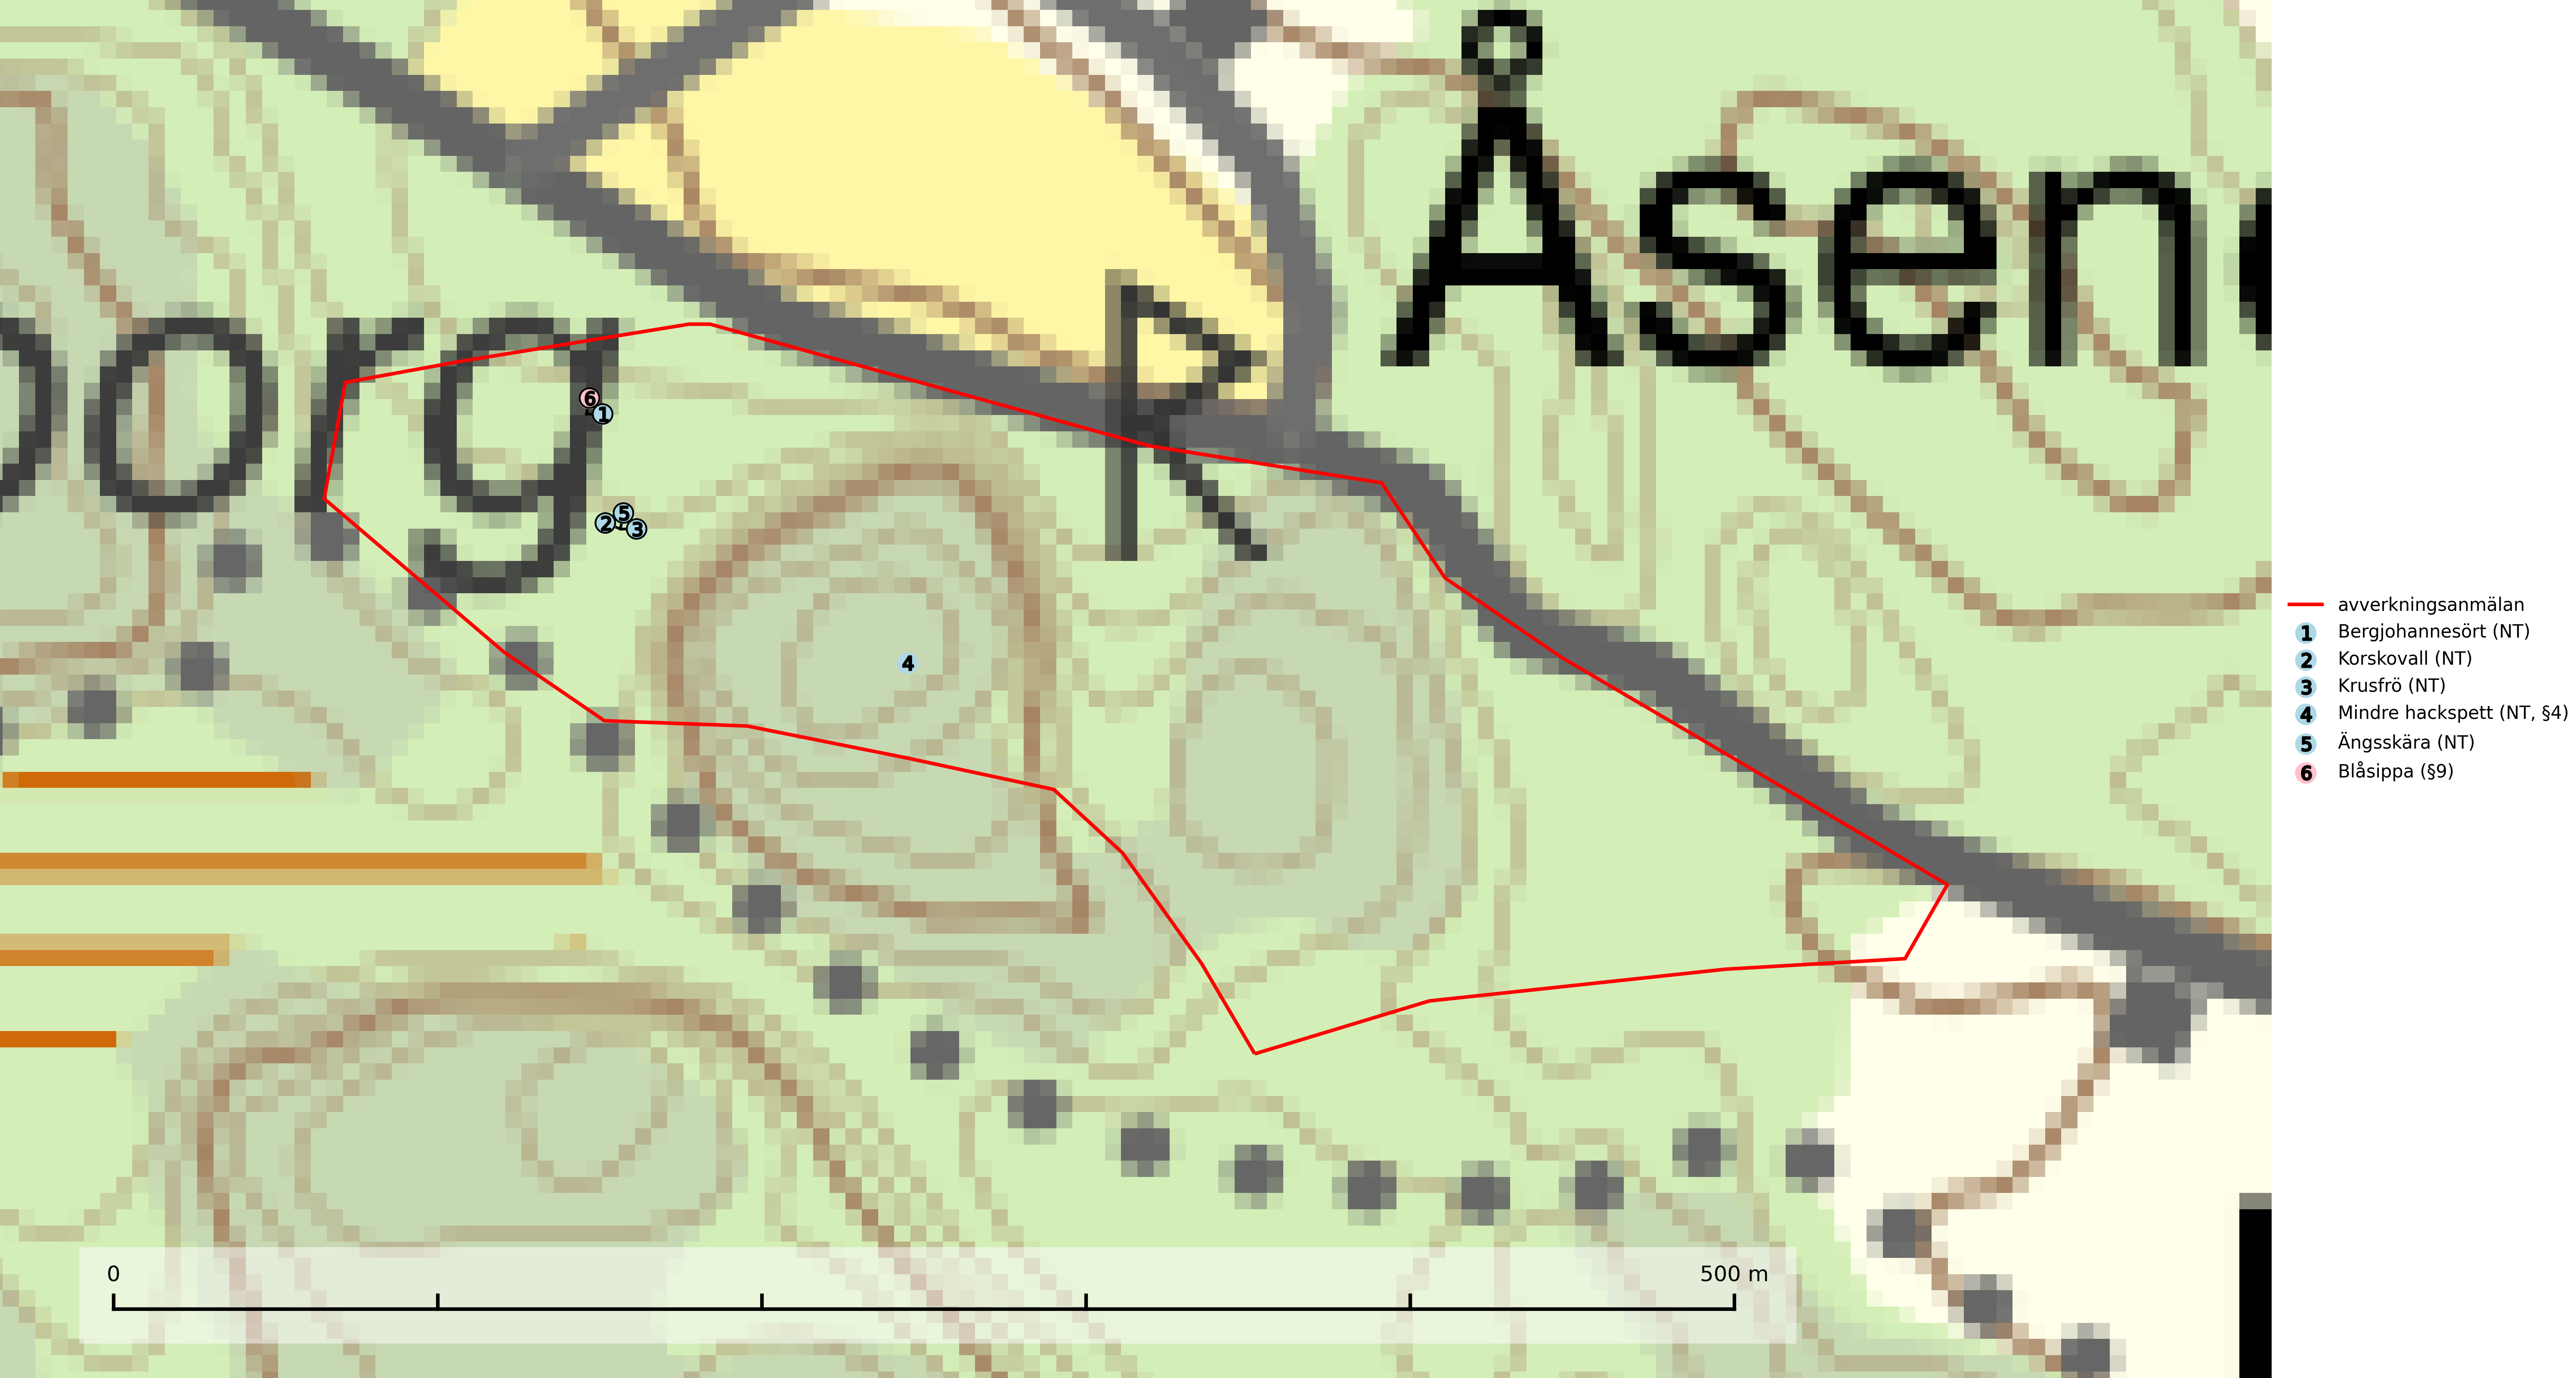 Åsen
org
R
6
1
5
2
3
4
0
500 m
avverkningsanmälan
1 Bergjohannesört (NT)
2 Korskovall (NT)
3 Krusfrö (NT)
4 Mindre hackspett (NT, §4)
5 Ängsskära (NT)
6 Blåsippa (§9)